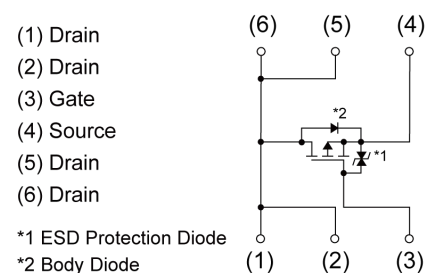 (1) Drain
(2) Drain
(3) Gate
(4) Source
(5) Drain
(6) Drain
*1 ESD Protection Diode
*2 Body Diode
(6) (5) (4)
*2
*1
(1) (2) (3)